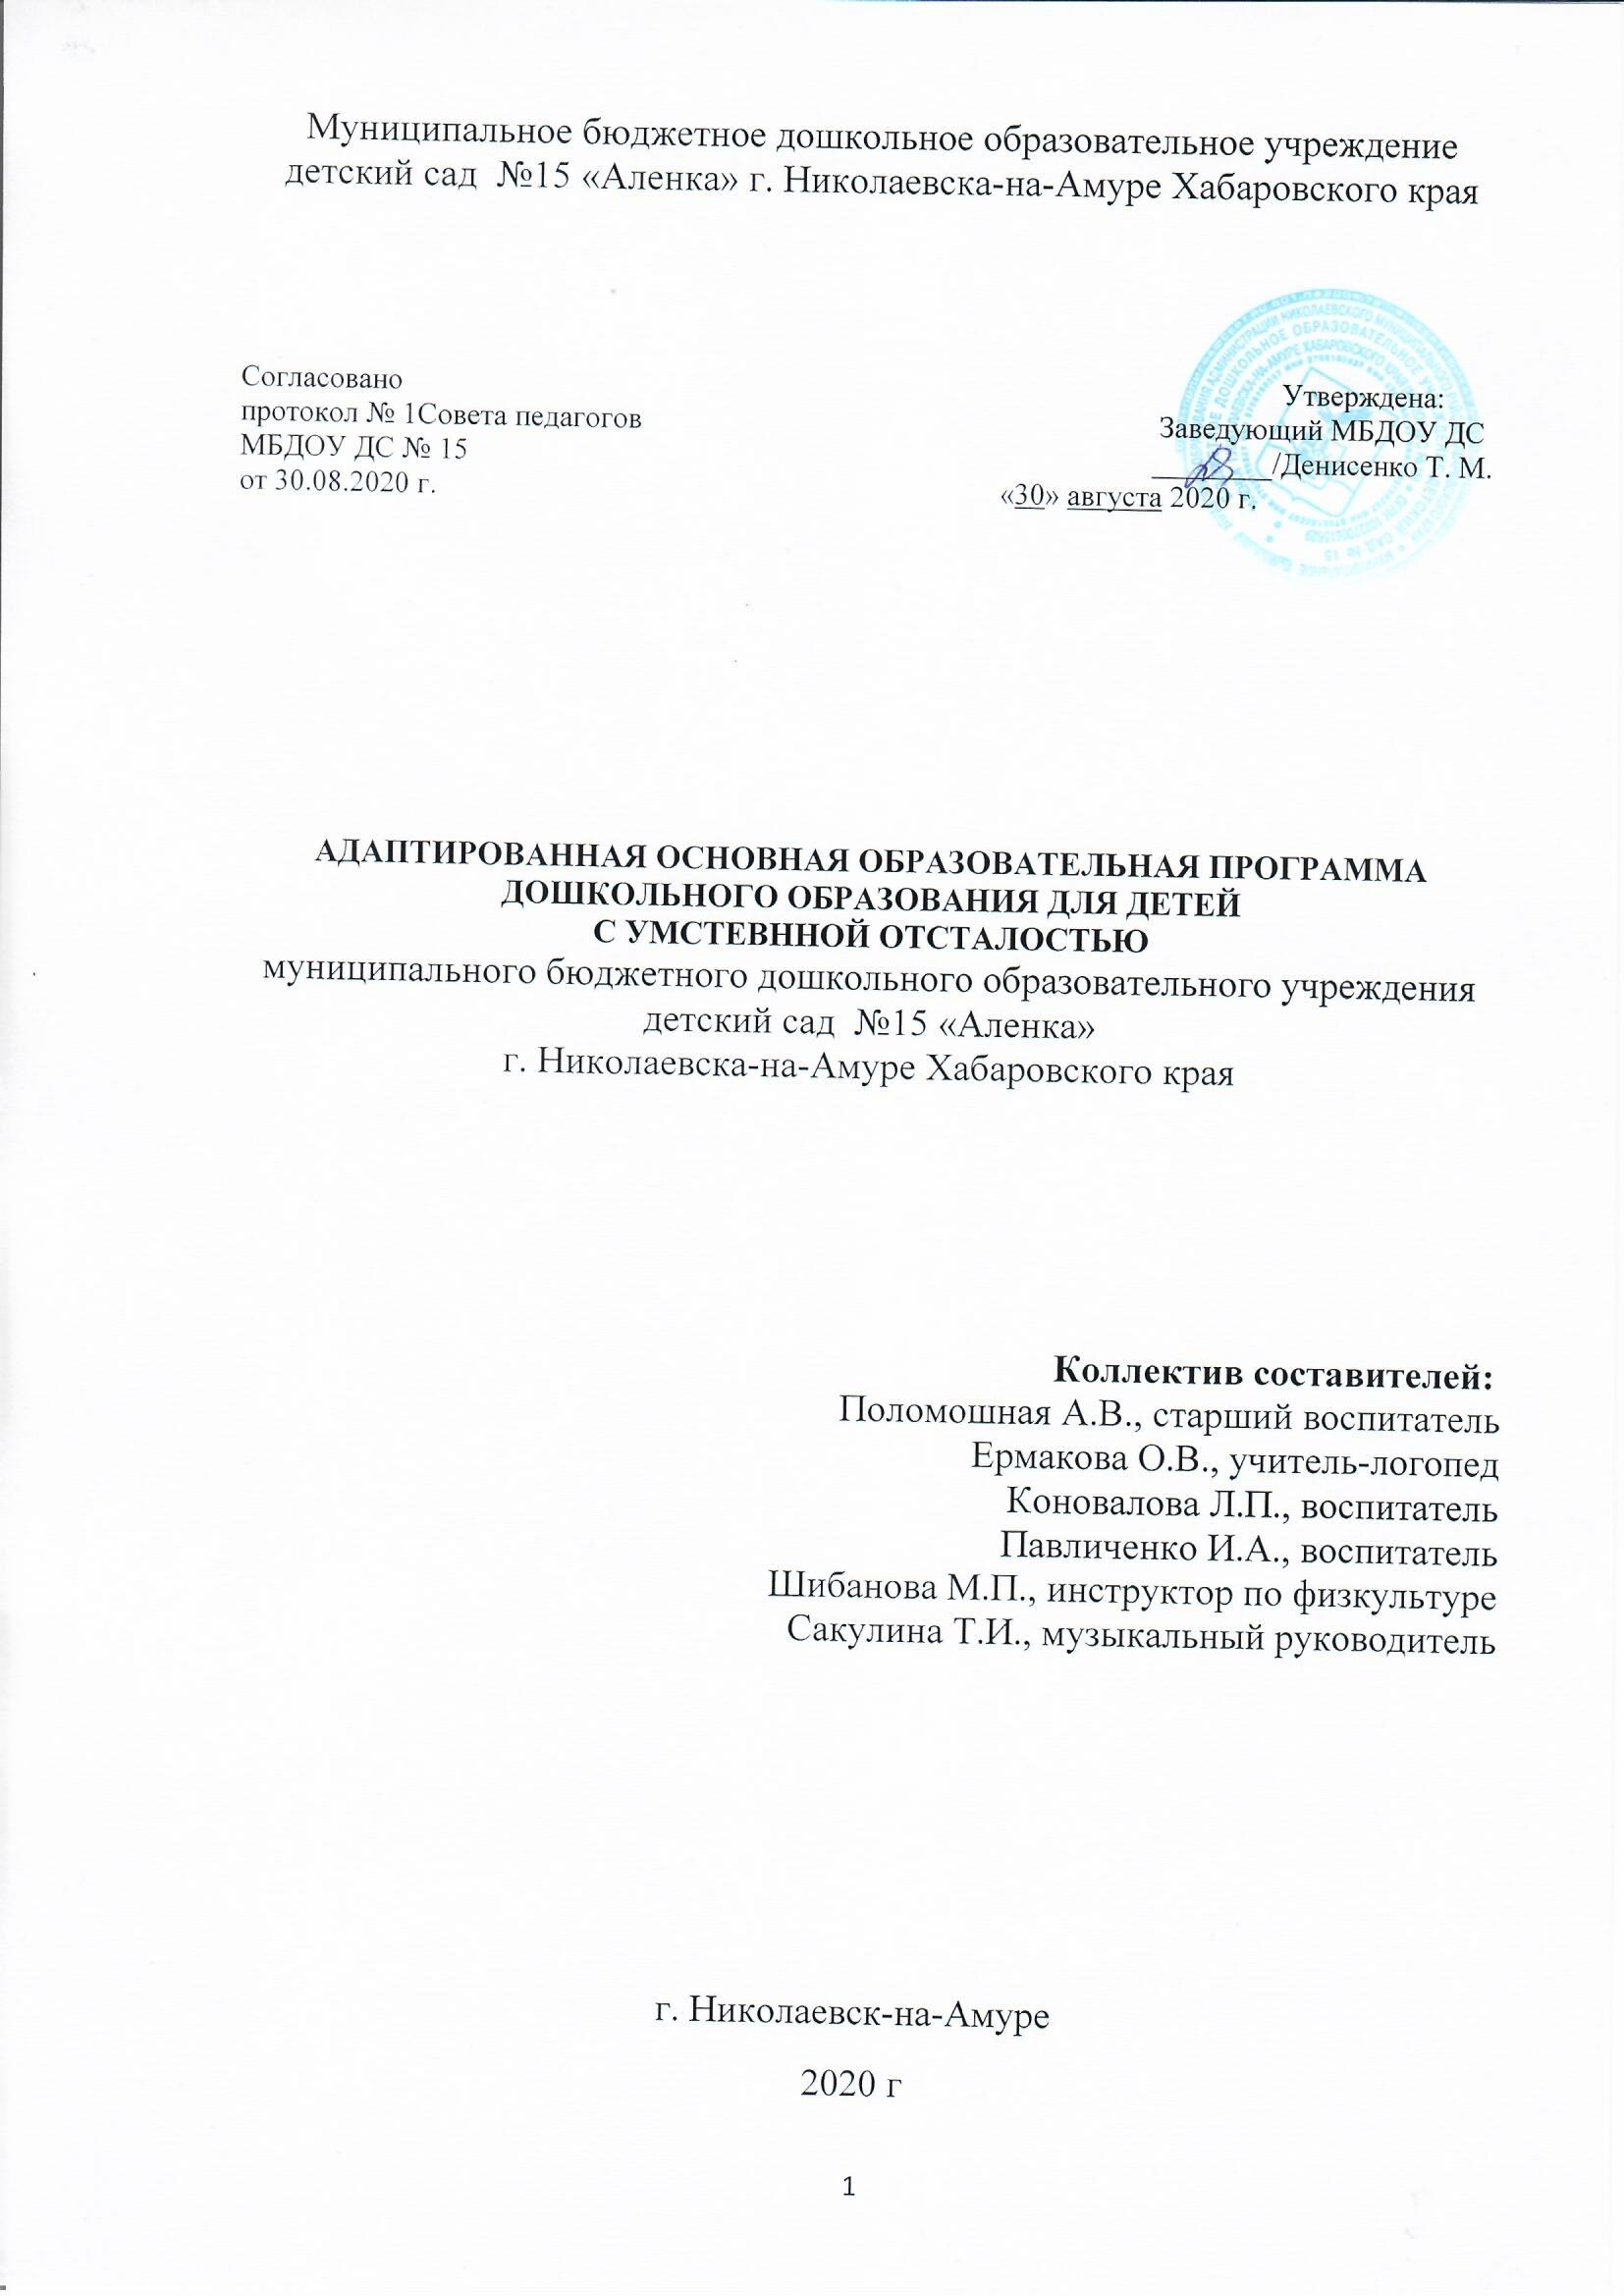 Муниципальное бюджетное дошкольное образовательное учреждение
детский сад №15 «Аленка» г. Николаевска-на-Амуре Хабаровского края
Согласовано
протокол № 1Совета педагогов
МБДОУ ДС № 15
от 30.08.2020 г.
Утверждена:
Заведующий МБДОУ ДС
/Денисенко Т. М.
«30» августа 2020 г.
АДАПТИРОВАННАЯ ОСНОВНАЯ ОБРАЗОВАТЕЛЬНАЯ ПРОГРАММА
ДОШКОЛЬНОГО ОБРАЗОВАНИЯ ДЛЯ ДЕТЕЙ
С УМСТЕВННОЙ ОТСТАЛОСТЬЮ
муниципального бюджетного дошкольного образовательного учреждения
детский сад №15 «Аленка»
г. Николаевска-на-Амуре Хабаровского края
Коллектив составителей:
Поломошная А.В., старший воспитатель
Ермакова О.В., учитель-логопед
Коновалова Л.П., воспитатель
Павличенко И.А., воспитатель
Шибанова М.П., инструктор по физкультуре
Сакулина Т.И., музыкальный руководитель
г. Николаевск-на-Амуре
2020 г
1